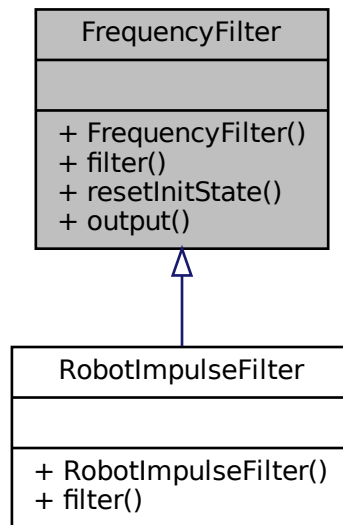 FrequencyFilter
+ FrequencyFilter()
+ filter()
+ resetInitState()
+ output()
RobotImpulseFilter
+ RobotImpulseFilter()
+ filter()